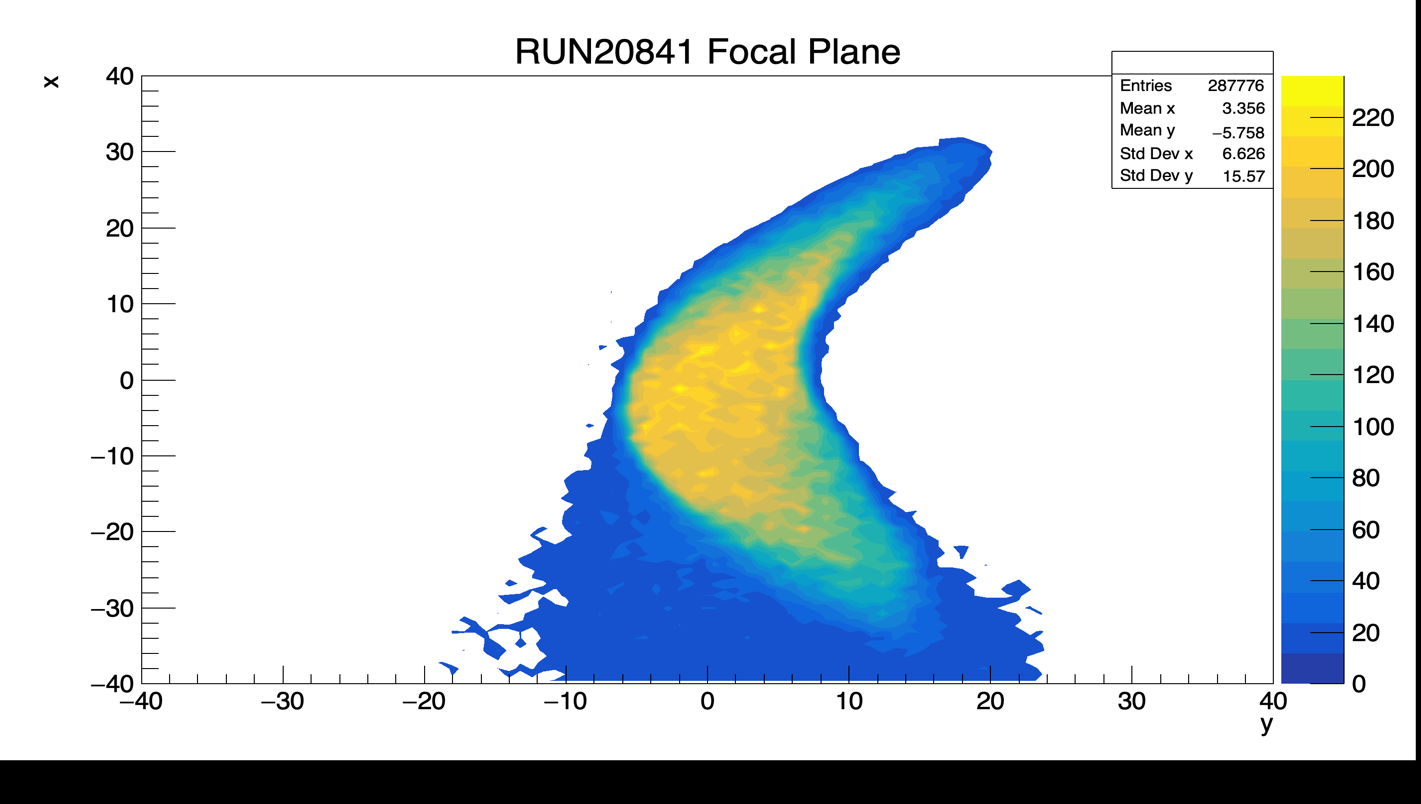 RUN20841 Focal Plane
x
Entries 287776
Mean x 3.356
Mean y −5.758
Std Dev x 6.626
Std Dev y 15.57
40
30
20
10
0
−10
−20
−30
−40
−40 −30 −20 −10 0 10 20 30 40
y
220
200
180
160
140
120
100
80
60
40
20
0